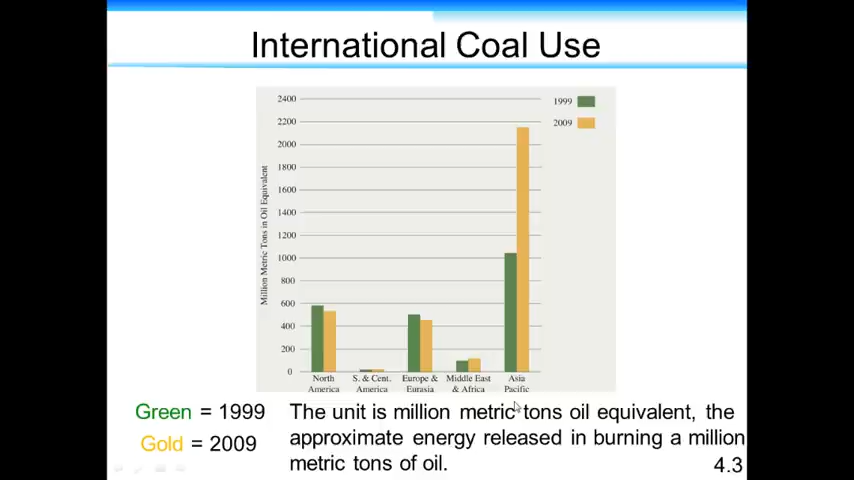 International Coal Use
2400
2200
2000
1800
1600
1400
1200
1000
800
600
400
200
0
Million Metric Tons in Oil Equivalent
1999
2009
North America
S. & Cent. America
Europe & Eurasia
Middle East & Africa
Asia Pacific
Green = 1999
Gold = 2009
The unit is million metric tons oil equivalent, the
approximate energy released in burning a million
metric tons of oil.
4.3